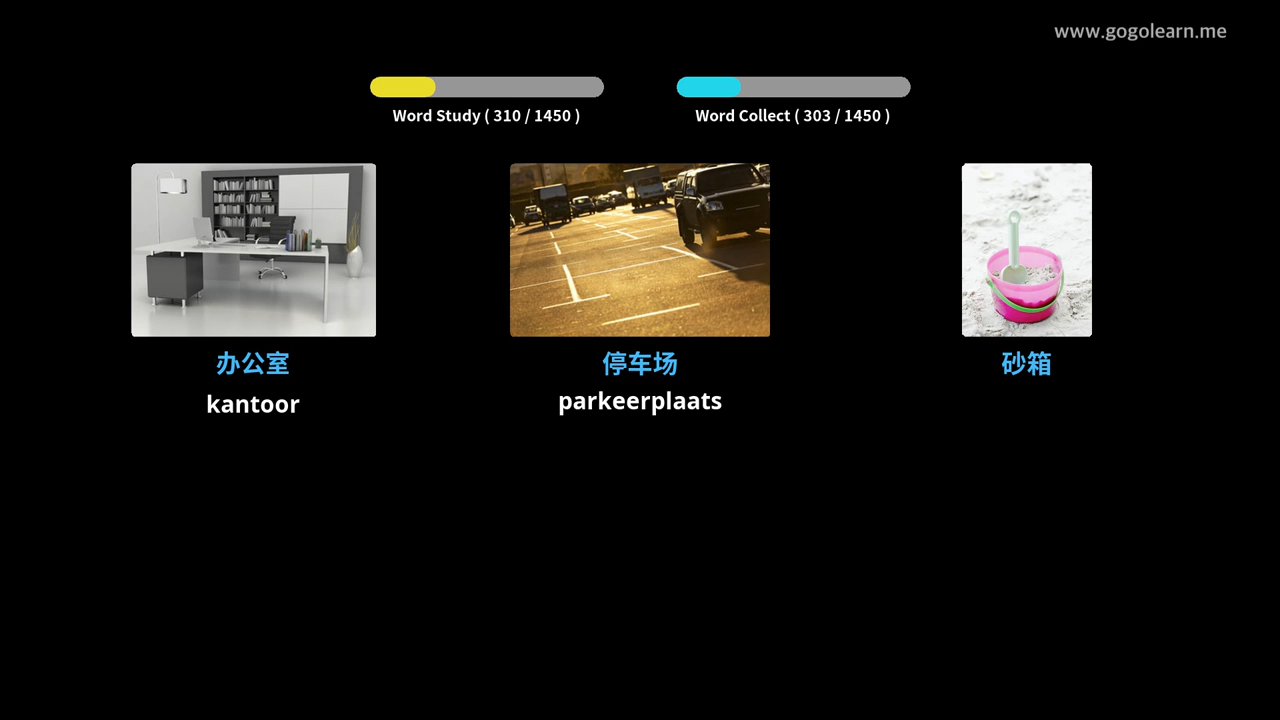 www.gogolearn.me
Word Study ( 310 / 1450 )
Word Collect ( 303 / 1450 )
办公室
停车场
砂箱
kantoor
parkeerplaats